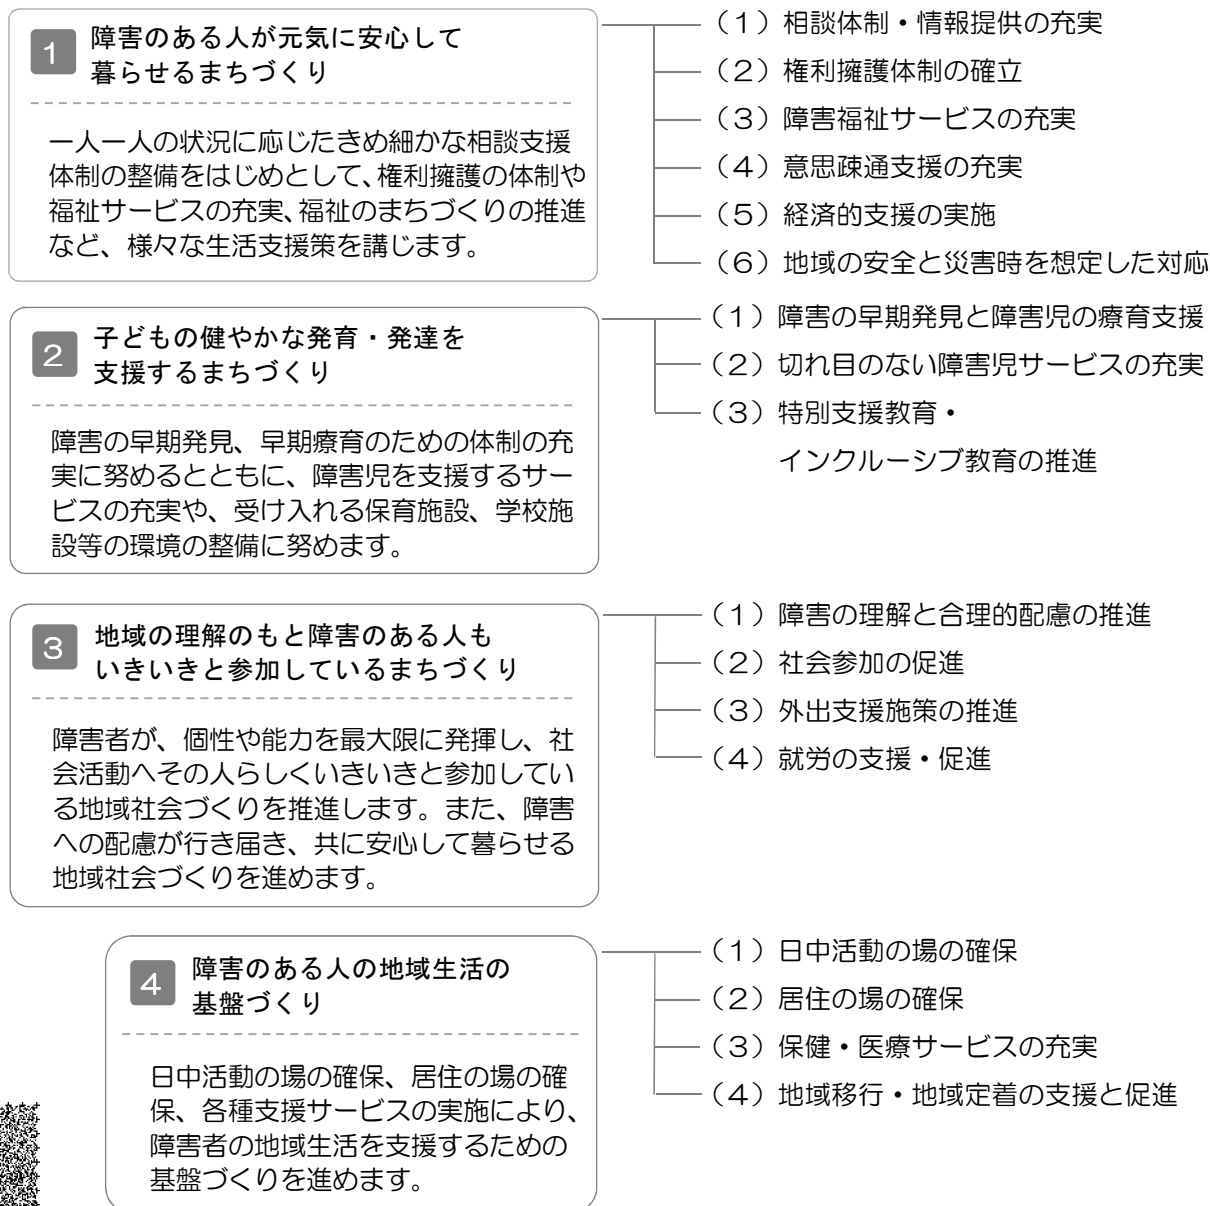 1
障害のある人が元気に安心して
暮らせるまちづくり
一人一人の状況に応じたきめ細かな相談支援
体制の整備をはじめとして、権利擁護の体制や
福祉サービスの充実、福祉のまちづくりの推進
など、様々な生活支援策を講じます。
（１）相談体制・情報提供の充実
（２）権利擁護体制の確立
（３）障害福祉サービスの充実
（４）意思疎通支援の充実
（５）経済的支援の実施
（６）地域の安全と災害時を想定した対応
2
子どもの健やかな発育・発達を
支援するまちづくり
障害の早期発見、早期療育のための体制の充
実に努めるとともに、障害児を支援するサー
ビスの充実や、受け入れる保育施設、学校施
設等の環境の整備に努めます。
（１）障害の早期発見と障害児の療育支援
（２）切れ目のない障害児サービスの充実
（３）特別支援教育・
インクルーシブ教育の推進
3
地域の理解のもと障害のある人も
いきいきと参加しているまちづくり
障害者が、個性や能力を最大限に発揮し、社
会活動へその人らしくいきいきと参加してい
る地域社会づくりを推進します。また、障害
への配慮が行き届き、共に安心して暮らせる
地域社会づくりを進めます。
（１）障害の理解と合理的配慮の推進
（２）社会参加の促進
（３）外出支援施策の推進
（４）就労の支援・促進
4
障害のある人の地域生活の
基盤づくり
日中活動の場の確保、居住の場の確
保、各種支援サービスの実施により、
障害者の地域生活を支援するための
基盤づくりを進めます。
（１）日中活動の場の確保
（２）居住の場の確保
（３）保健・医療サービスの充実
（４）地域移行・地域定着の支援と促進